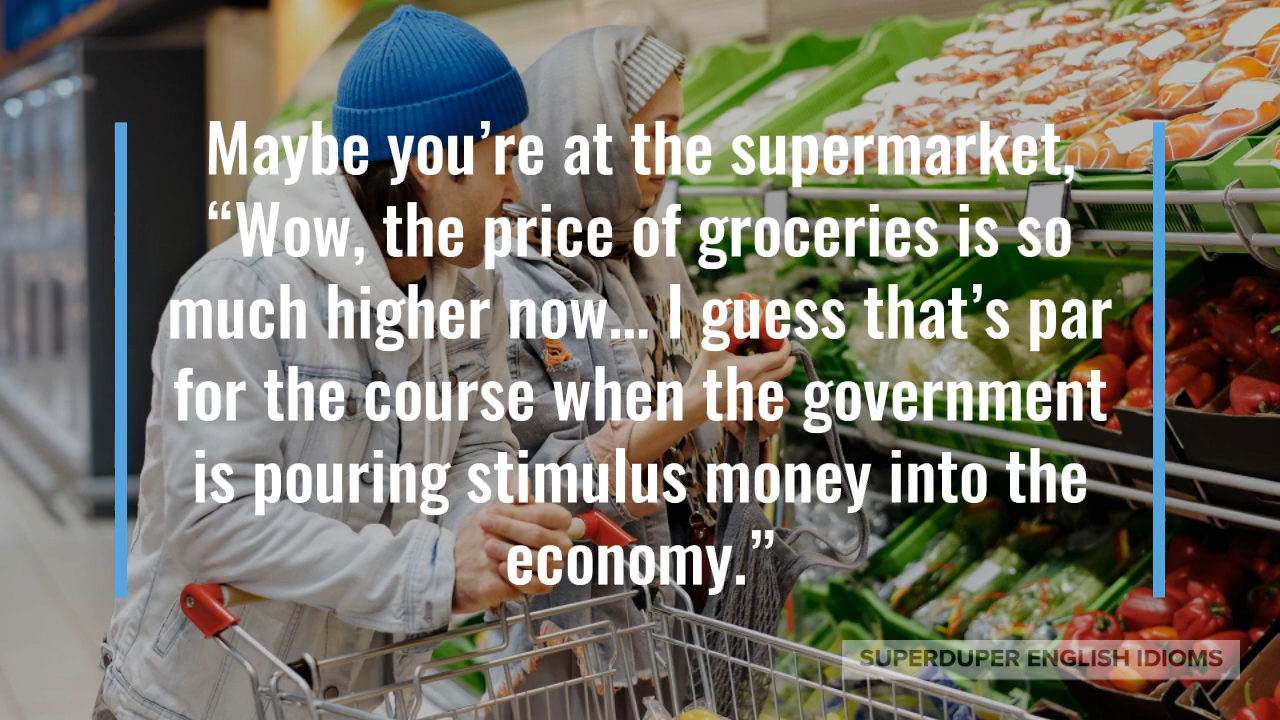 Maybe you’re at the supermarket,
“Wow, the price of groceries is so
much higher now... I guess that’s par
for the course when the government
is pouring stimulus money into the
economy.”
SUPERDUPER ENGLISH IDIOMS